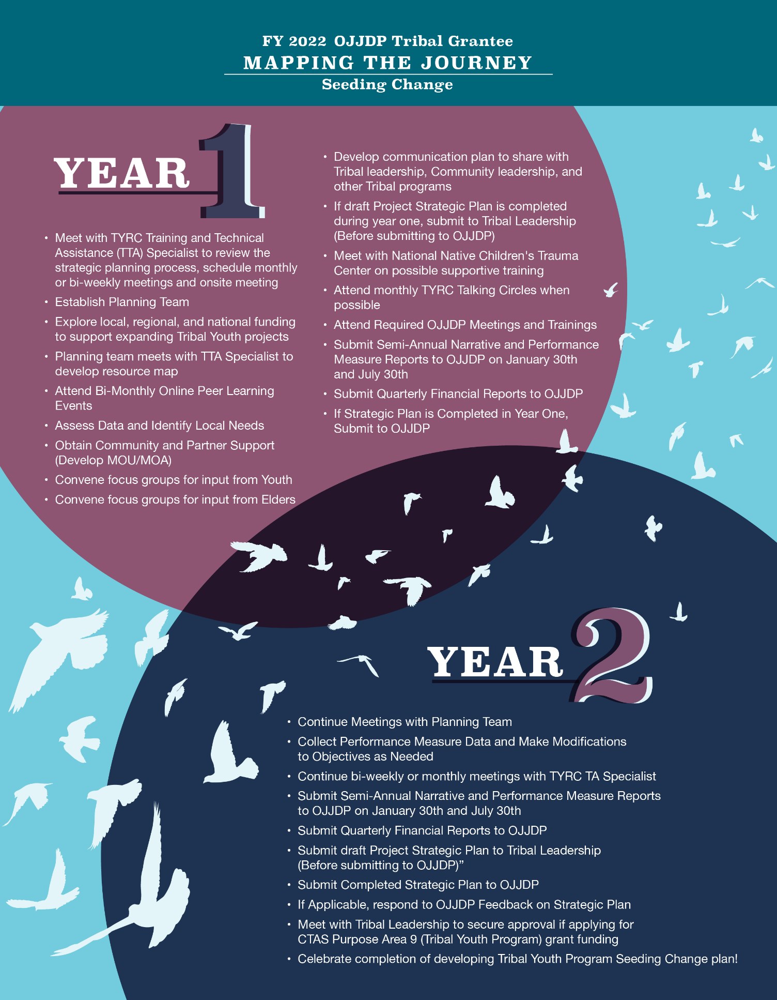 FY 2022 OJJDP Tribal Grantee
MAPPING THE JOURNEY
Seeding Change
YEAR 1
• Meet with TYRC Training and Technical
Assistance (TTA) Specialist to review the
strategic planning process, schedule monthly
or bi-weekly meetings and onsite meeting
• Establish Planning Team
• Explore local, regional, and national funding
to support expanding Tribal Youth projects
• Planning team meets with TTA Specialist to
develop resource map
• Attend Bi-Monthly Online Peer Learning
Events
• Assess Data and Identify Local Needs
• Obtain Community and Partner Support
(Develop MOU/MOA)
• Convene focus groups for input from Youth
• Convene focus groups for input from Elders
• Develop communication plan to share with
Tribal leadership, Community leadership, and
other Tribal programs
• If draft Project Strategic Plan is completed
during year one, submit to Tribal Leadership
(Before submitting to OJJDP)
• Meet with National Native Children's Trauma
Center on possible supportive training
• Attend monthly TYRC Talking Circles when
possible
• Attend Required OJJDP Meetings and Trainings
• Submit Semi-Annual Narrative and Performance
Measure Reports to OJJDP on January 30th
and July 30th
• Submit Quarterly Financial Reports to OJJDP
• If Strategic Plan is Completed in Year One,
Submit to OJJDP
YEAR 2
• Continue Meetings with Planning Team
• Collect Performance Measure Data and Make Modifications
to Objectives as Needed
• Continue bi-weekly or monthly meetings with TYRC TA Specialist
• Submit Semi-Annual Narrative and Performance Measure Reports
to OJJDP on January 30th and July 30th
• Submit Quarterly Financial Reports to OJJDP
• Submit draft Project Strategic Plan to Tribal Leadership
(Before submitting to OJJDP)”
• Submit Completed Strategic Plan to OJJDP
• If Applicable, respond to OJJDP Feedback on Strategic Plan
• Meet with Tribal Leadership to secure approval if applying for
CTAS Purpose Area 9 (Tribal Youth Program) grant funding
• Celebrate completion of developing Tribal Youth Program Seeding Change plan!